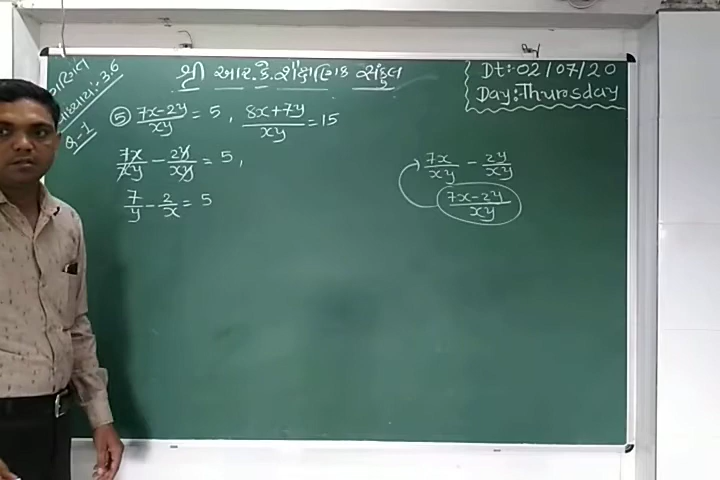 શ્રી આર.કે. શૈક્ષણિક સંકુલ
Dt:-02/07/20
Day:-Thursday
ગણિત
સ્વાધ્યાય:-3.6
Q-1
⑤ 7x-2y/xy = 5, 8x+7y/xy = 15
7x/xy - 2y/xy = 5,
7/y - 2/x = 5
7x/xy - 2y/xy
7x-2y/xy